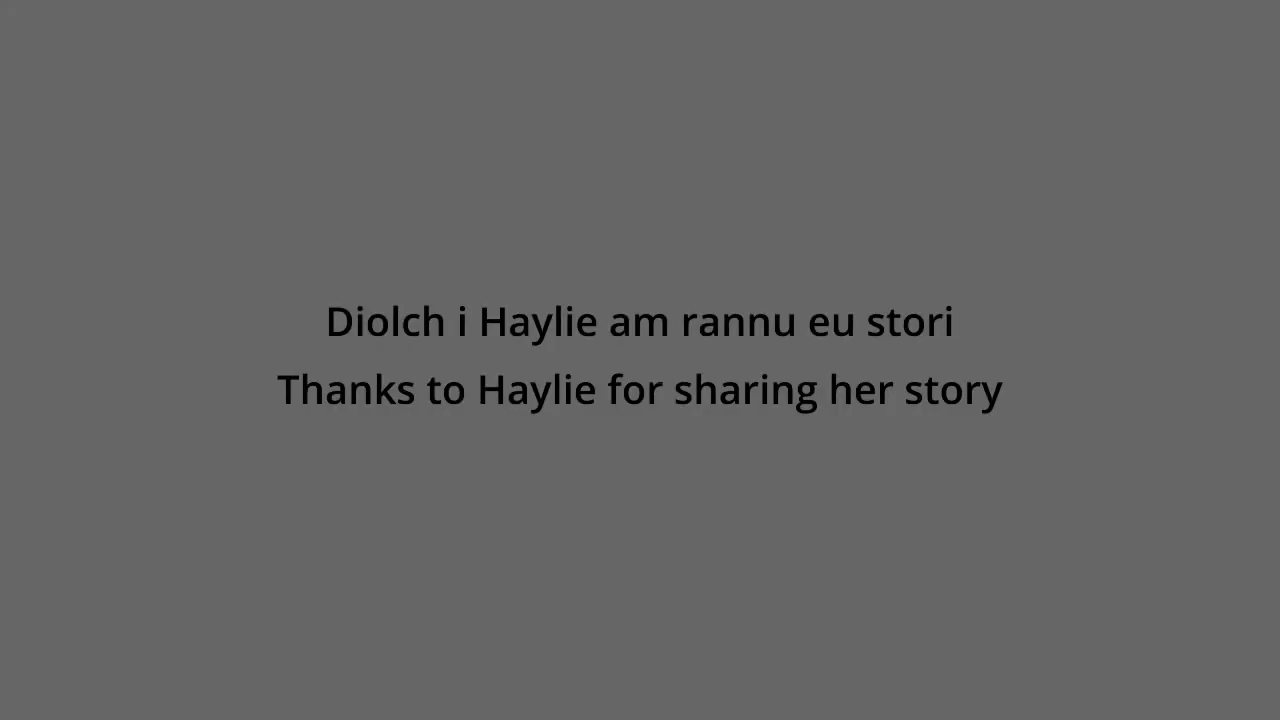 Diolch i Haylie am rannu eu stori
Thanks to Haylie for sharing her story